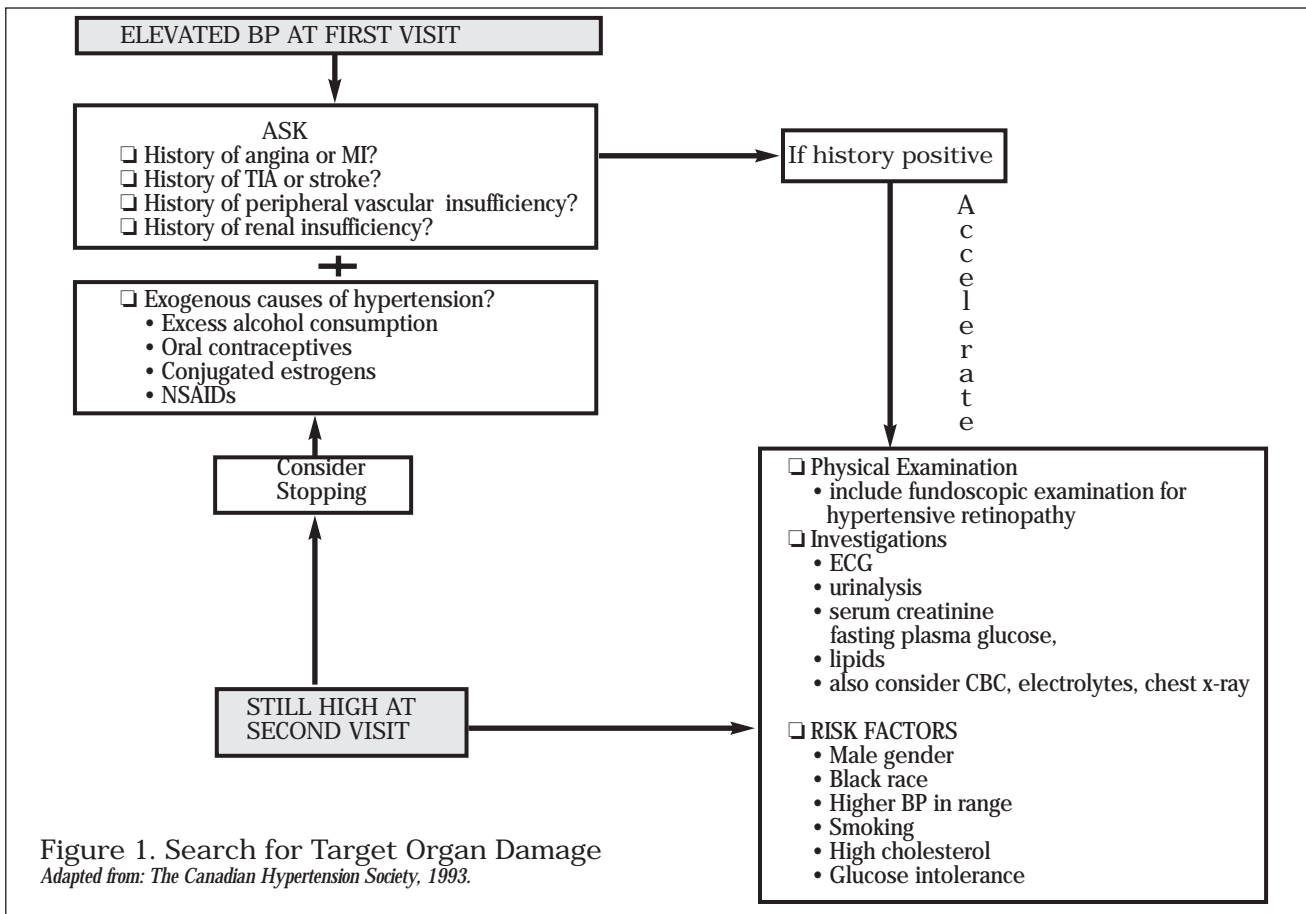 ELEVATED BP AT FIRST VISIT
ASK
❏ History of angina or MI?
❏ History of TIA or stroke?
❏ History of peripheral vascular insufficiency?
❏ History of renal insufficiency?
+
❏ Exogenous causes of hypertension?
• Excess alcohol consumption
• Oral contraceptives
• Conjugated estrogens
• NSAIDs
Consider
Stopping
STILL HIGH AT
SECOND VISIT
If history positive
Accelerate
❏ Physical Examination
• include fundoscopic examination for
hypertensive retinopathy
❏ Investigations
• ECG
• urinalysis
• serum creatinine
fasting plasma glucose,
• lipids
• also consider CBC, electrolytes, chest x-ray
❏ RISK FACTORS
• Male gender
• Black race
• Higher BP in range
• Smoking
• High cholesterol
• Glucose intolerance
Figure 1. Search for Target Organ Damage
Adapted from: The Canadian Hypertension Society, 1993.